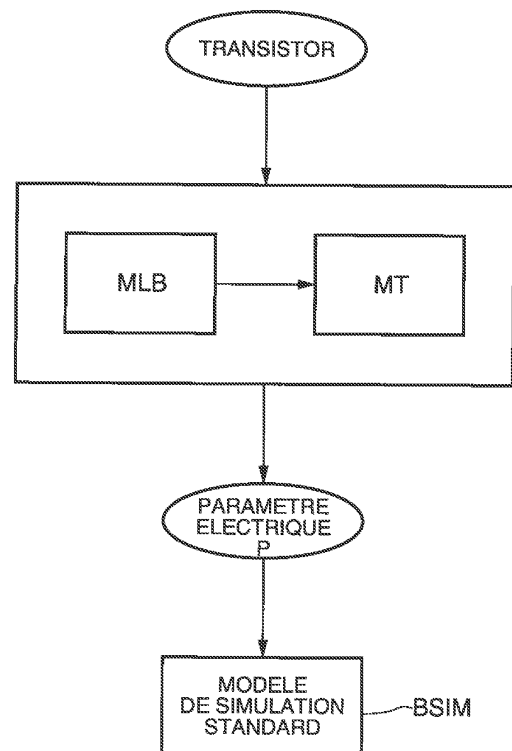 TRANSISTOR
MLB
MT
PARAMETRE
ELECTRIQUE
P
MODELE
DE SIMULATION
STANDARD
BSIM